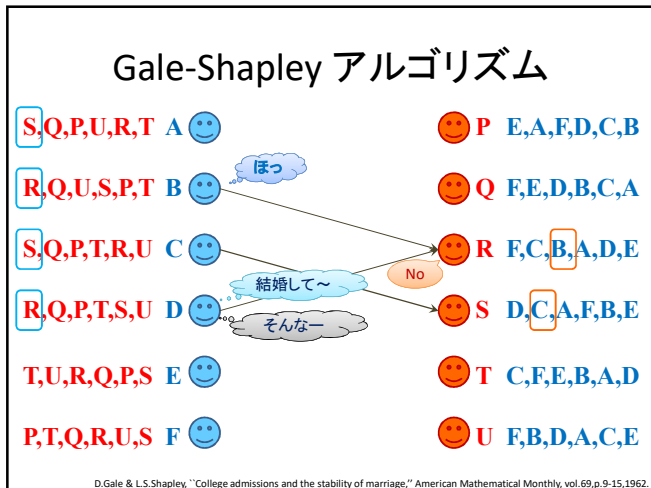 Gale-Shapley アルゴリズム
S,Q,P,U,R,T A
P E,A,F,D,C,B
ほっ
R,Q,U,S,P,T B
Q F,E,D,B,C,A
S,Q,P,T,R,U C
R F,C,B,A,D,E
No
結婚して～
R,Q,P,T,S,U D
S D,C,A,F,B,E
そんなー
T,U,R,Q,P,S E
T C,F,E,B,A,D
P,T,Q,R,U,S F
U F,B,D,A,C,E
D.Gale & L.S.Shapley, ``College admissions and the stability of marriage,'' American Mathematical Monthly, vol.69,p.9-15,1962.